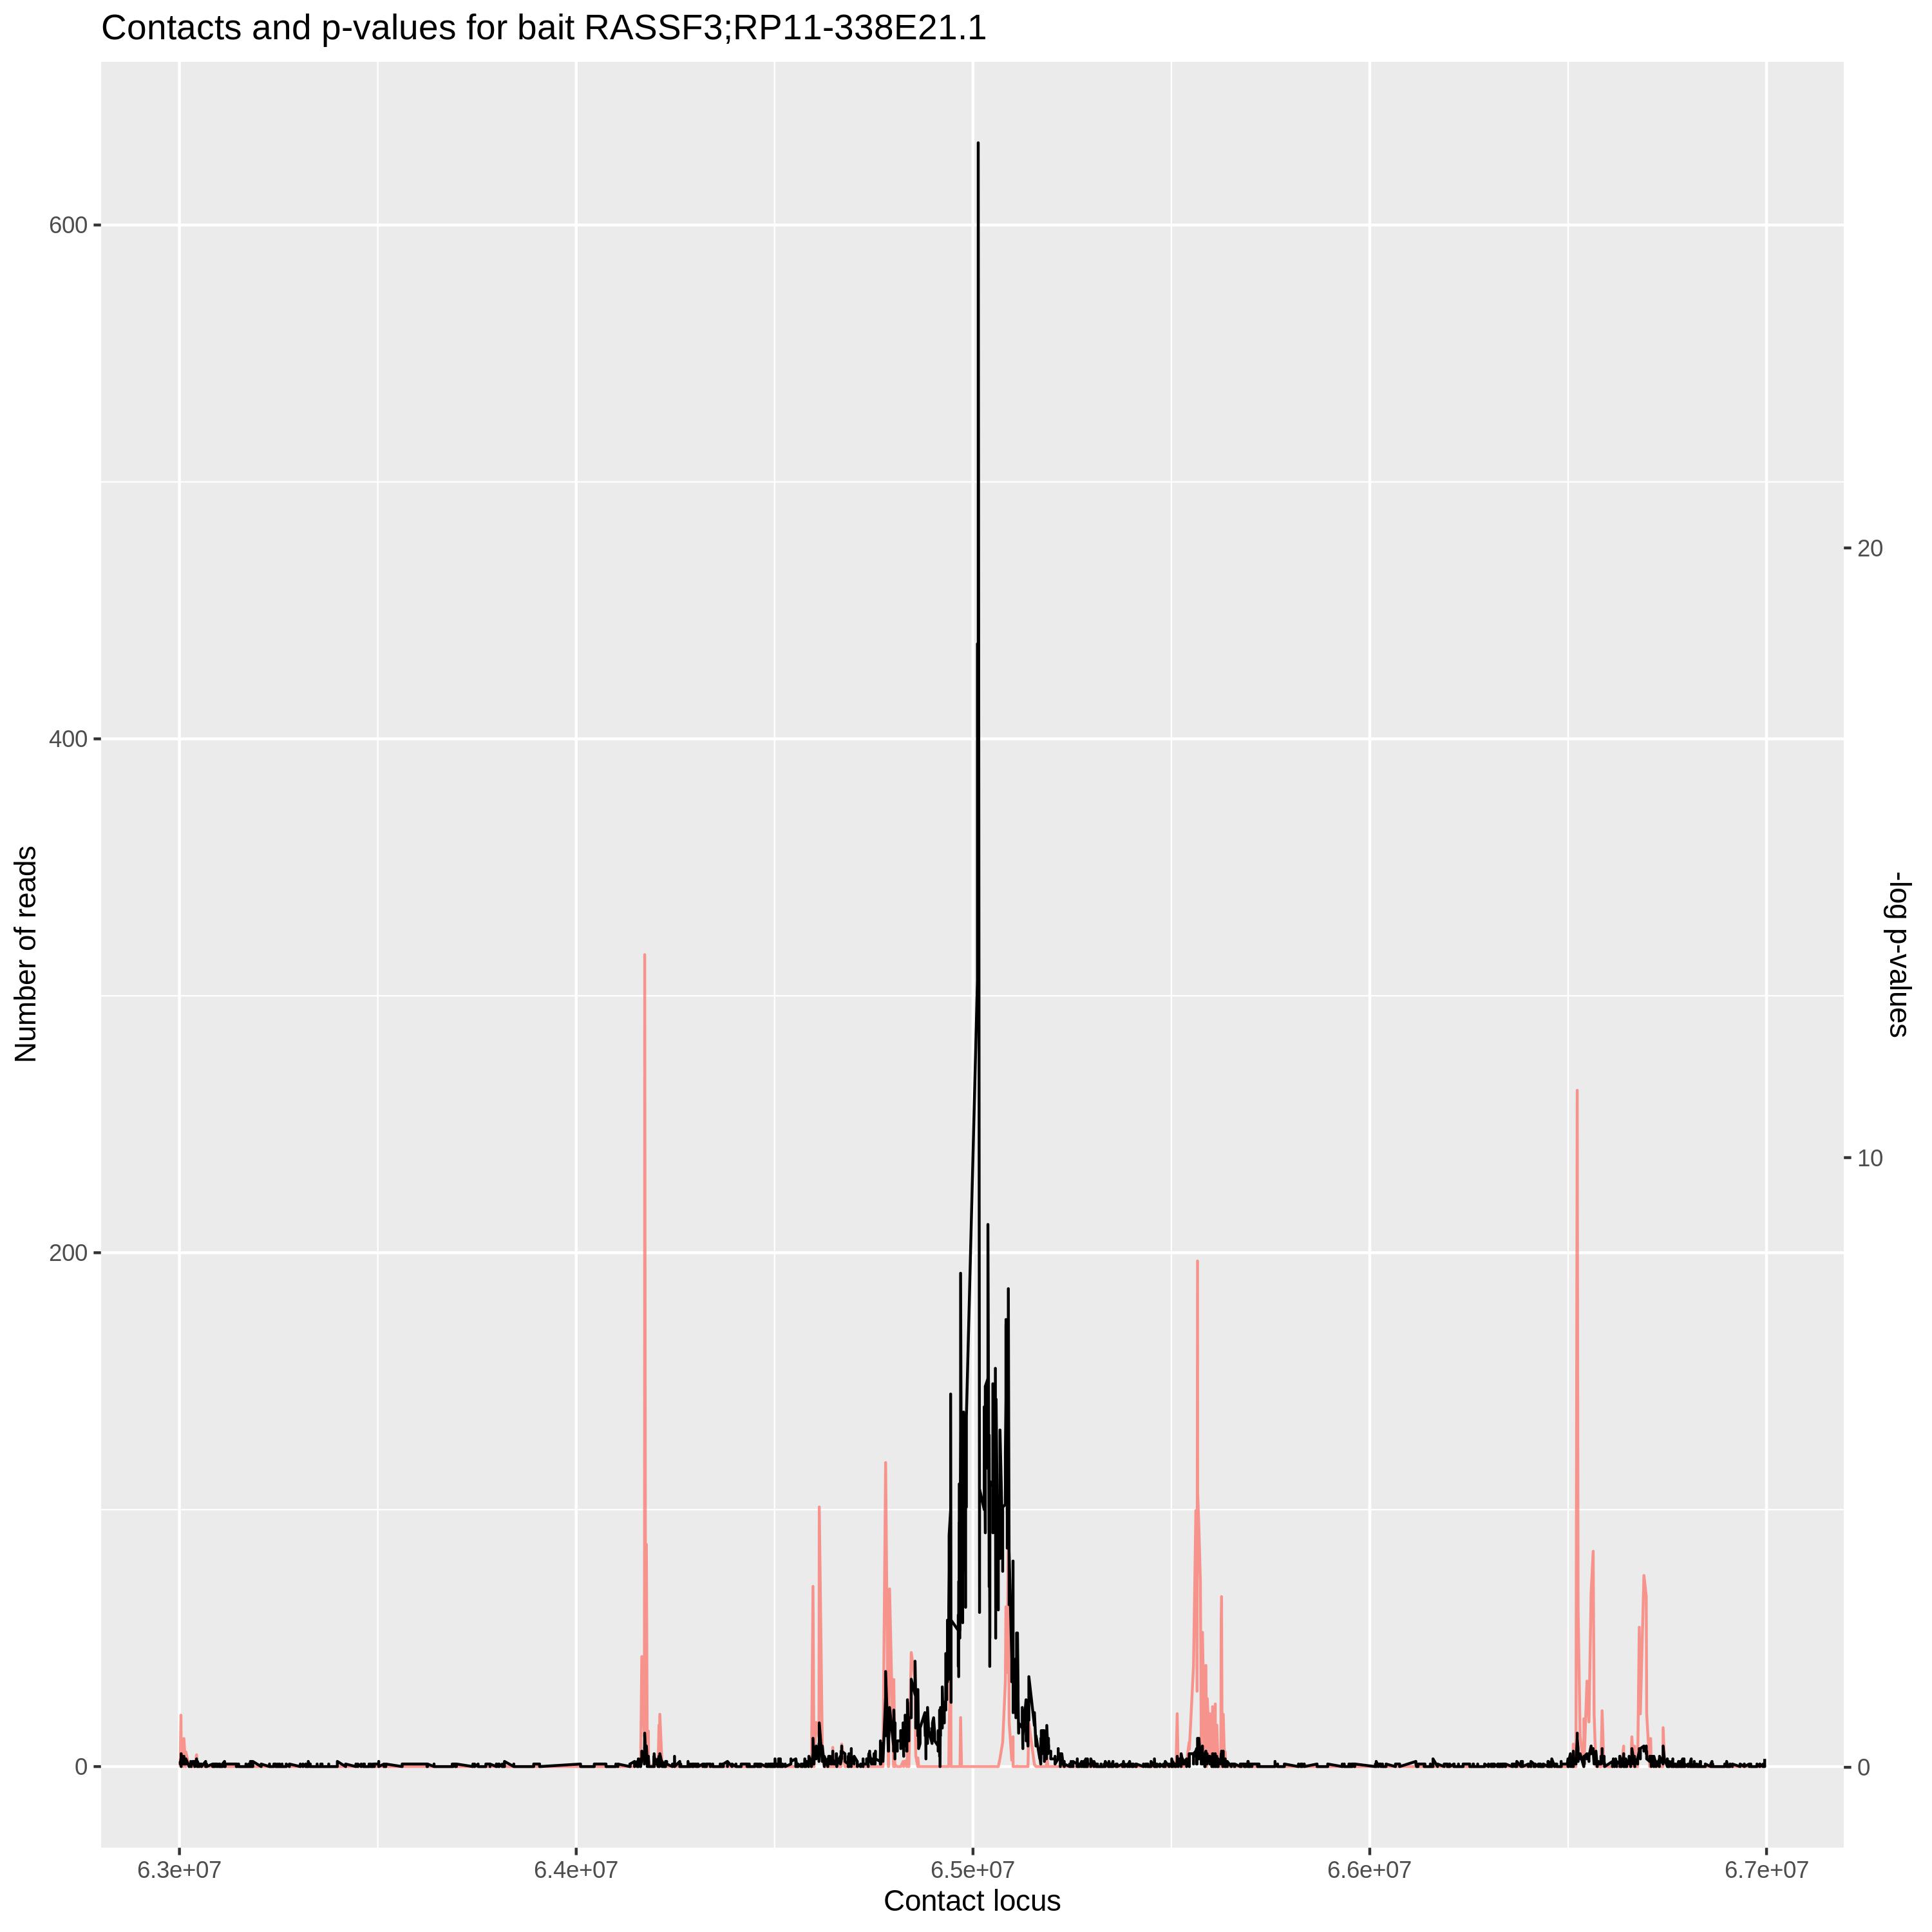 Contacts and p-values for bait RASSF3;RP11-338E21.1
600
400
200
0
Number of reads
20
10
0
-log p-values
6.3e+07
6.4e+07
6.5e+07
6.6e+07
6.7e+07
Contact locus